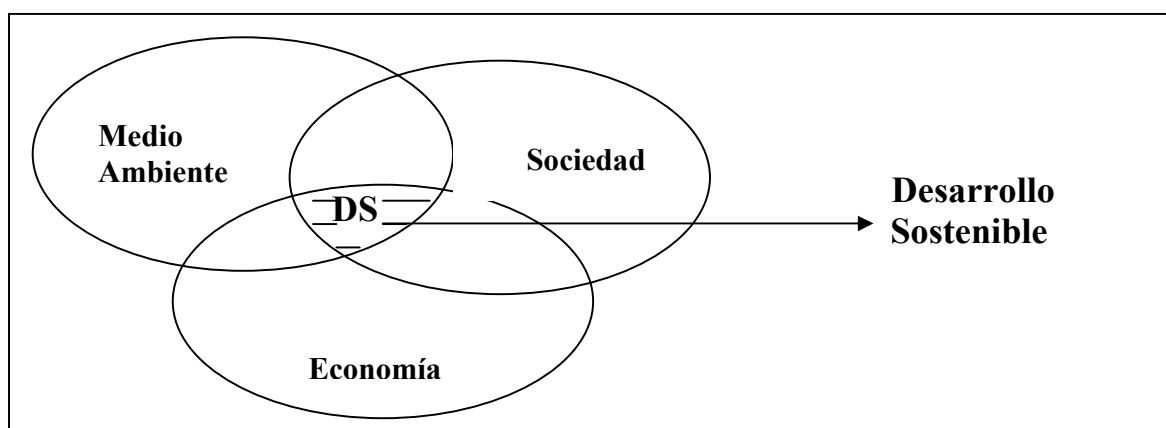 Medio
Ambiente
Sociedad
DS
Desarrollo
Sostenible
Economía